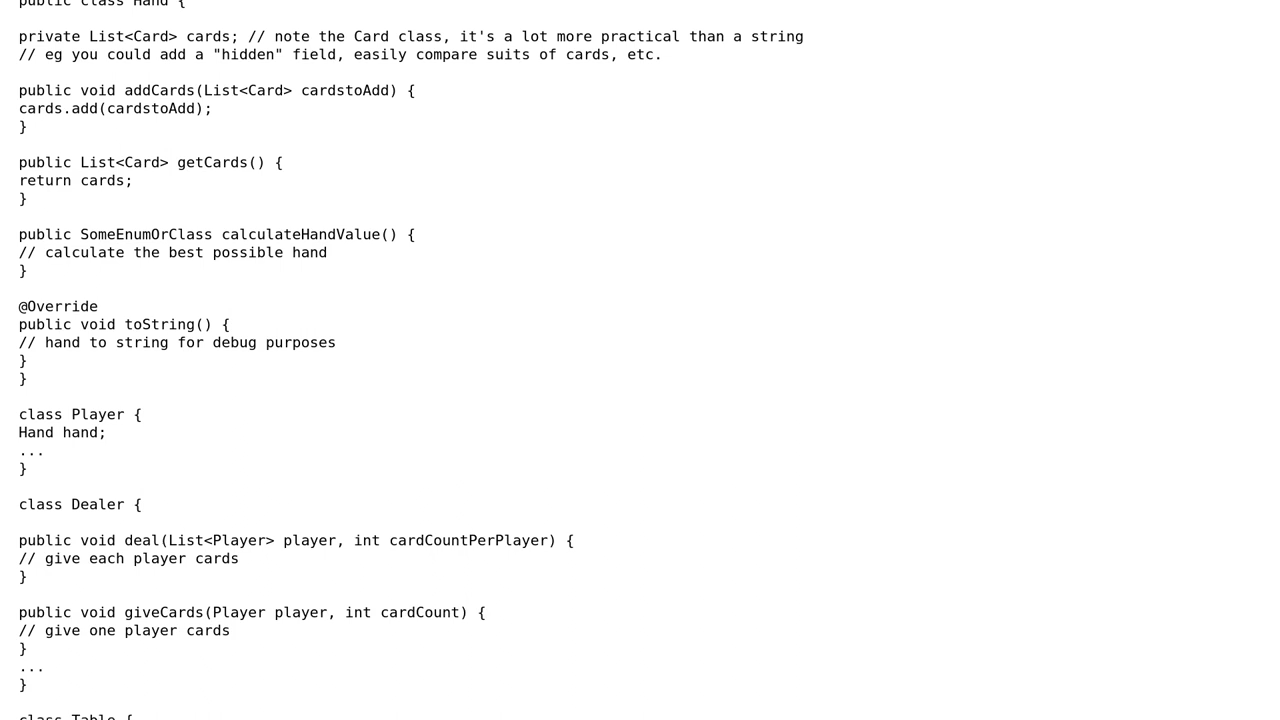 public class Hand {
private List<Card> cards; // note the Card class, it's a lot more practical than a string
// eg you could add a "hidden" field, easily compare suits of cards, etc.
public void addCards(List<Card> cardstoAdd) {
cards.add(cardstoAdd);
}
public List<Card> getCards() {
return cards;
}
public SomeEnumOrClass calculateHandValue() {
// calculate the best possible hand
}
@Override
public void toString() {
// hand to string for debug purposes
}
}
class Player {
Hand hand;
...
}
class Dealer {
public void deal(List<Player> player, int cardCountPerPlayer) {
// give each player cards
}
public void giveCards(Player player, int cardCount) {
// give one player cards
}
...
}
class Table {